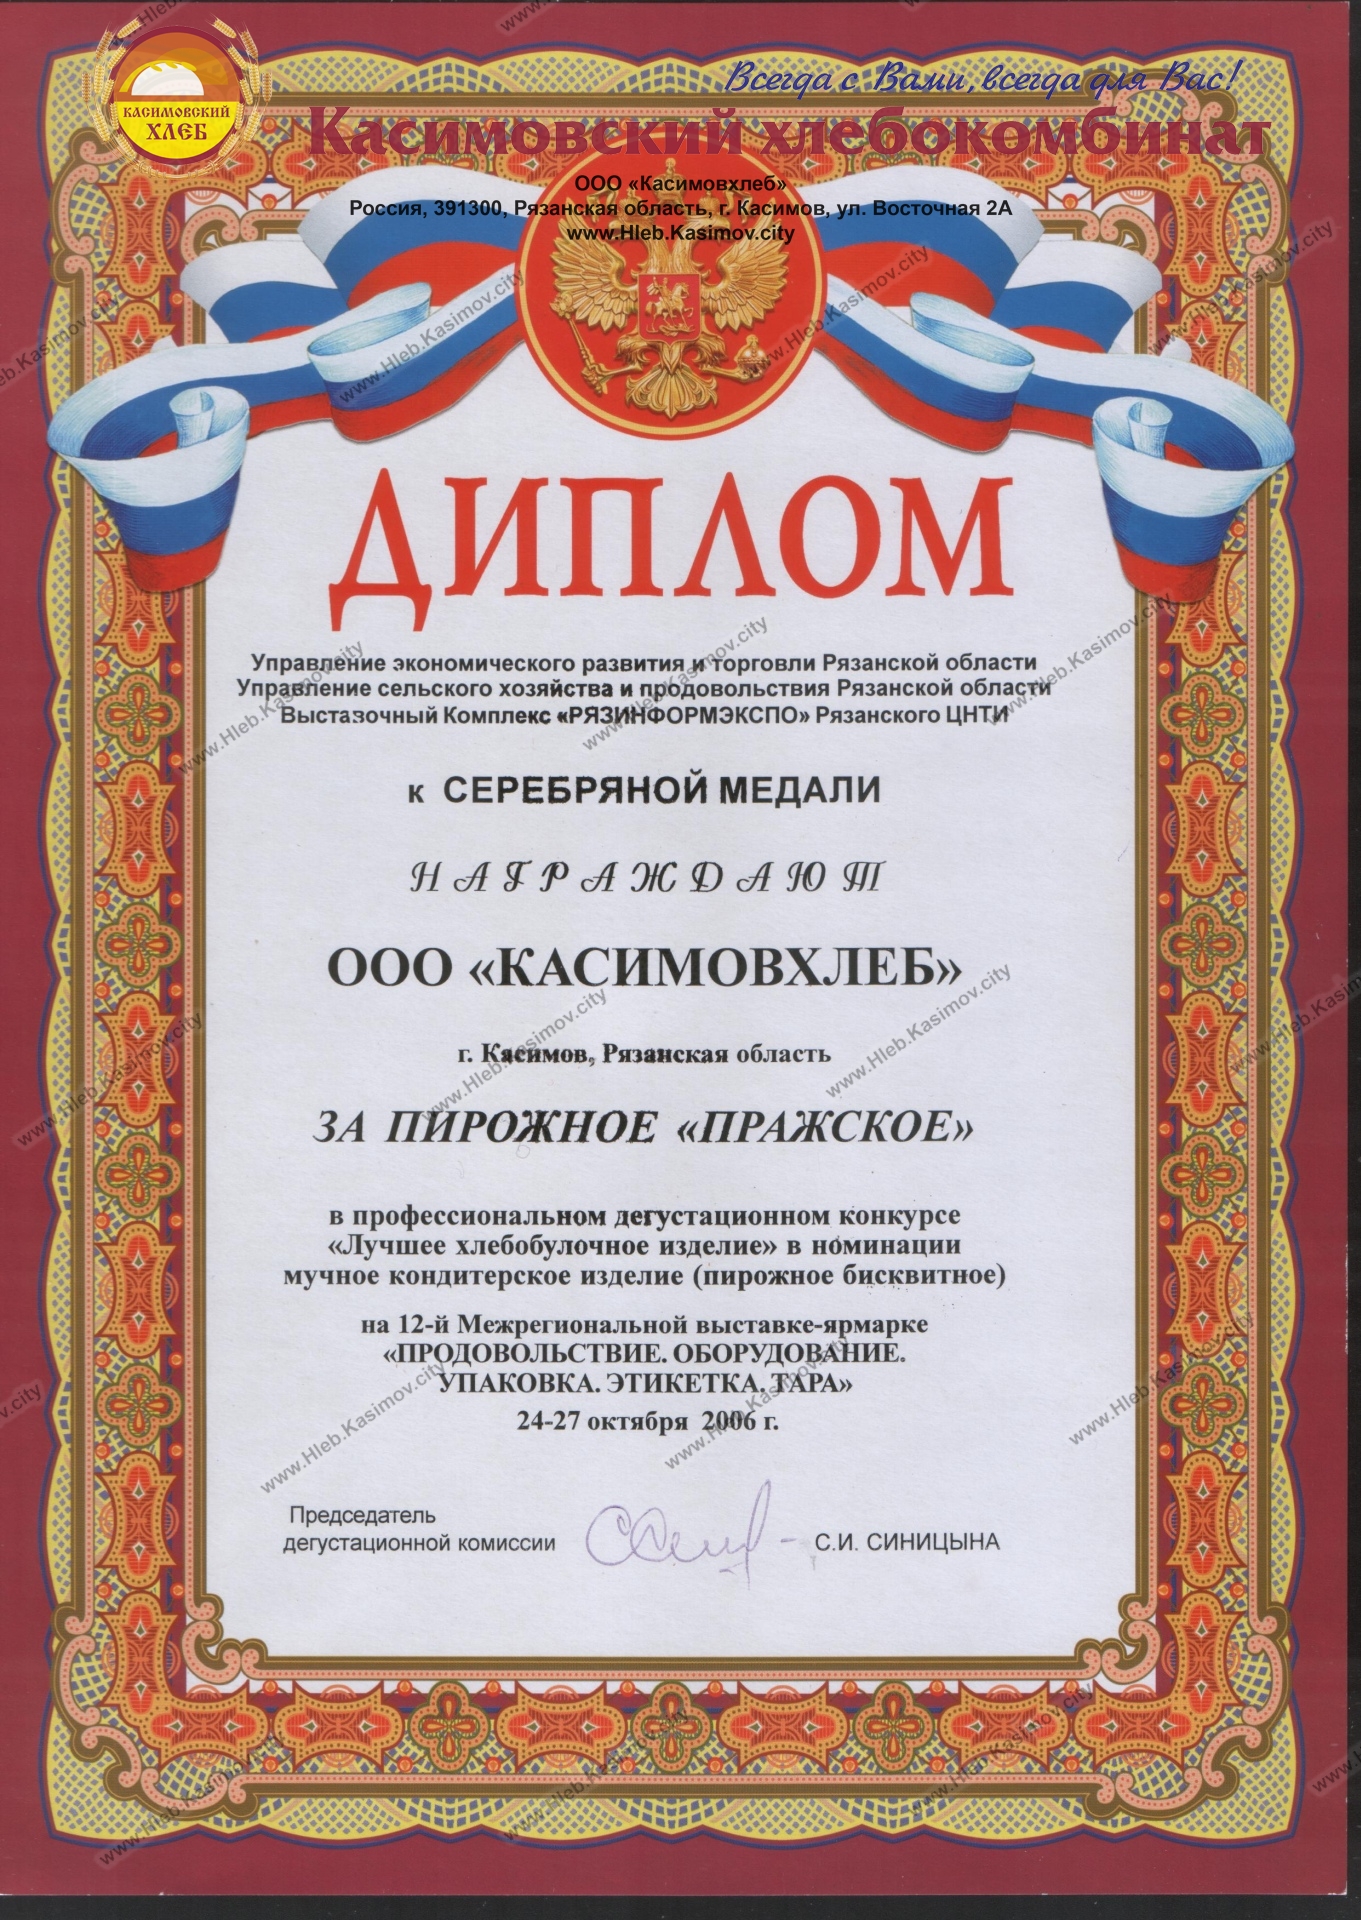 Всегда с Вами, всегда для Вас!
КАСИМОВСКИЙ
ХЛЕБ
Касимовский хлебокомбинат
ООО «Касимовхлеб»
Россия, 391300, Рязанская область, г. Касимов, ул. Восточная 2А
www.Hleb.Kasimov.city
ДИПЛОМ
Управление экономического развития и торговли Рязанской области
Управление сельского хозяйства и продовольствия Рязанской области
Выставочный Комплекс «РЯЗИНФОРМЭКСПО» Рязанского ЦНТИ
к СЕРЕБРЯНОЙ МЕДАЛИ
НАГРАЖДАЮТ
ООО «КАСИМОВХЛЕБ»
г. Касимов, Рязанская область
ЗА ПИРОЖНОЕ «ПРАЖСКОЕ»
в профессиональном дегустационном конкурсе
«Лучшее хлебобулочное изделие» в номинации
мучное кондитерское изделие (пирожное бисквитное)
на 12-й Межрегиональной выставке-ярмарке
«ПРОДОВОЛЬСТВИЕ. ОБОРУДОВАНИЕ.
УПАКОВКА. ЭТИКЕТКА. ТАРА»
24-27 октября 2006 г.
Председатель
дегустационной комиссии
С.И. СИНИЦЫНА